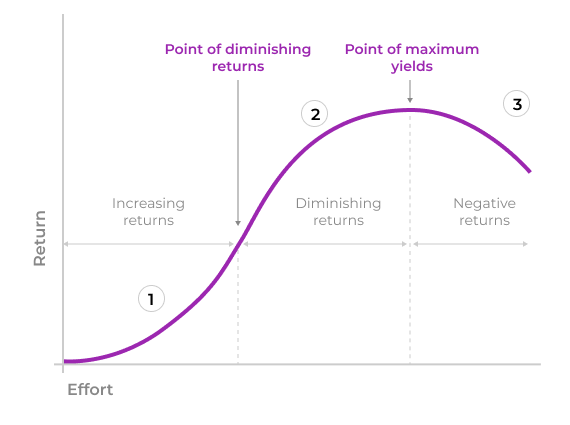 Point of diminishing
returns
Point of maximum
yields
3
2
Increasing
returns
Diminishing
returns
Negative
returns
Return
1
Effort